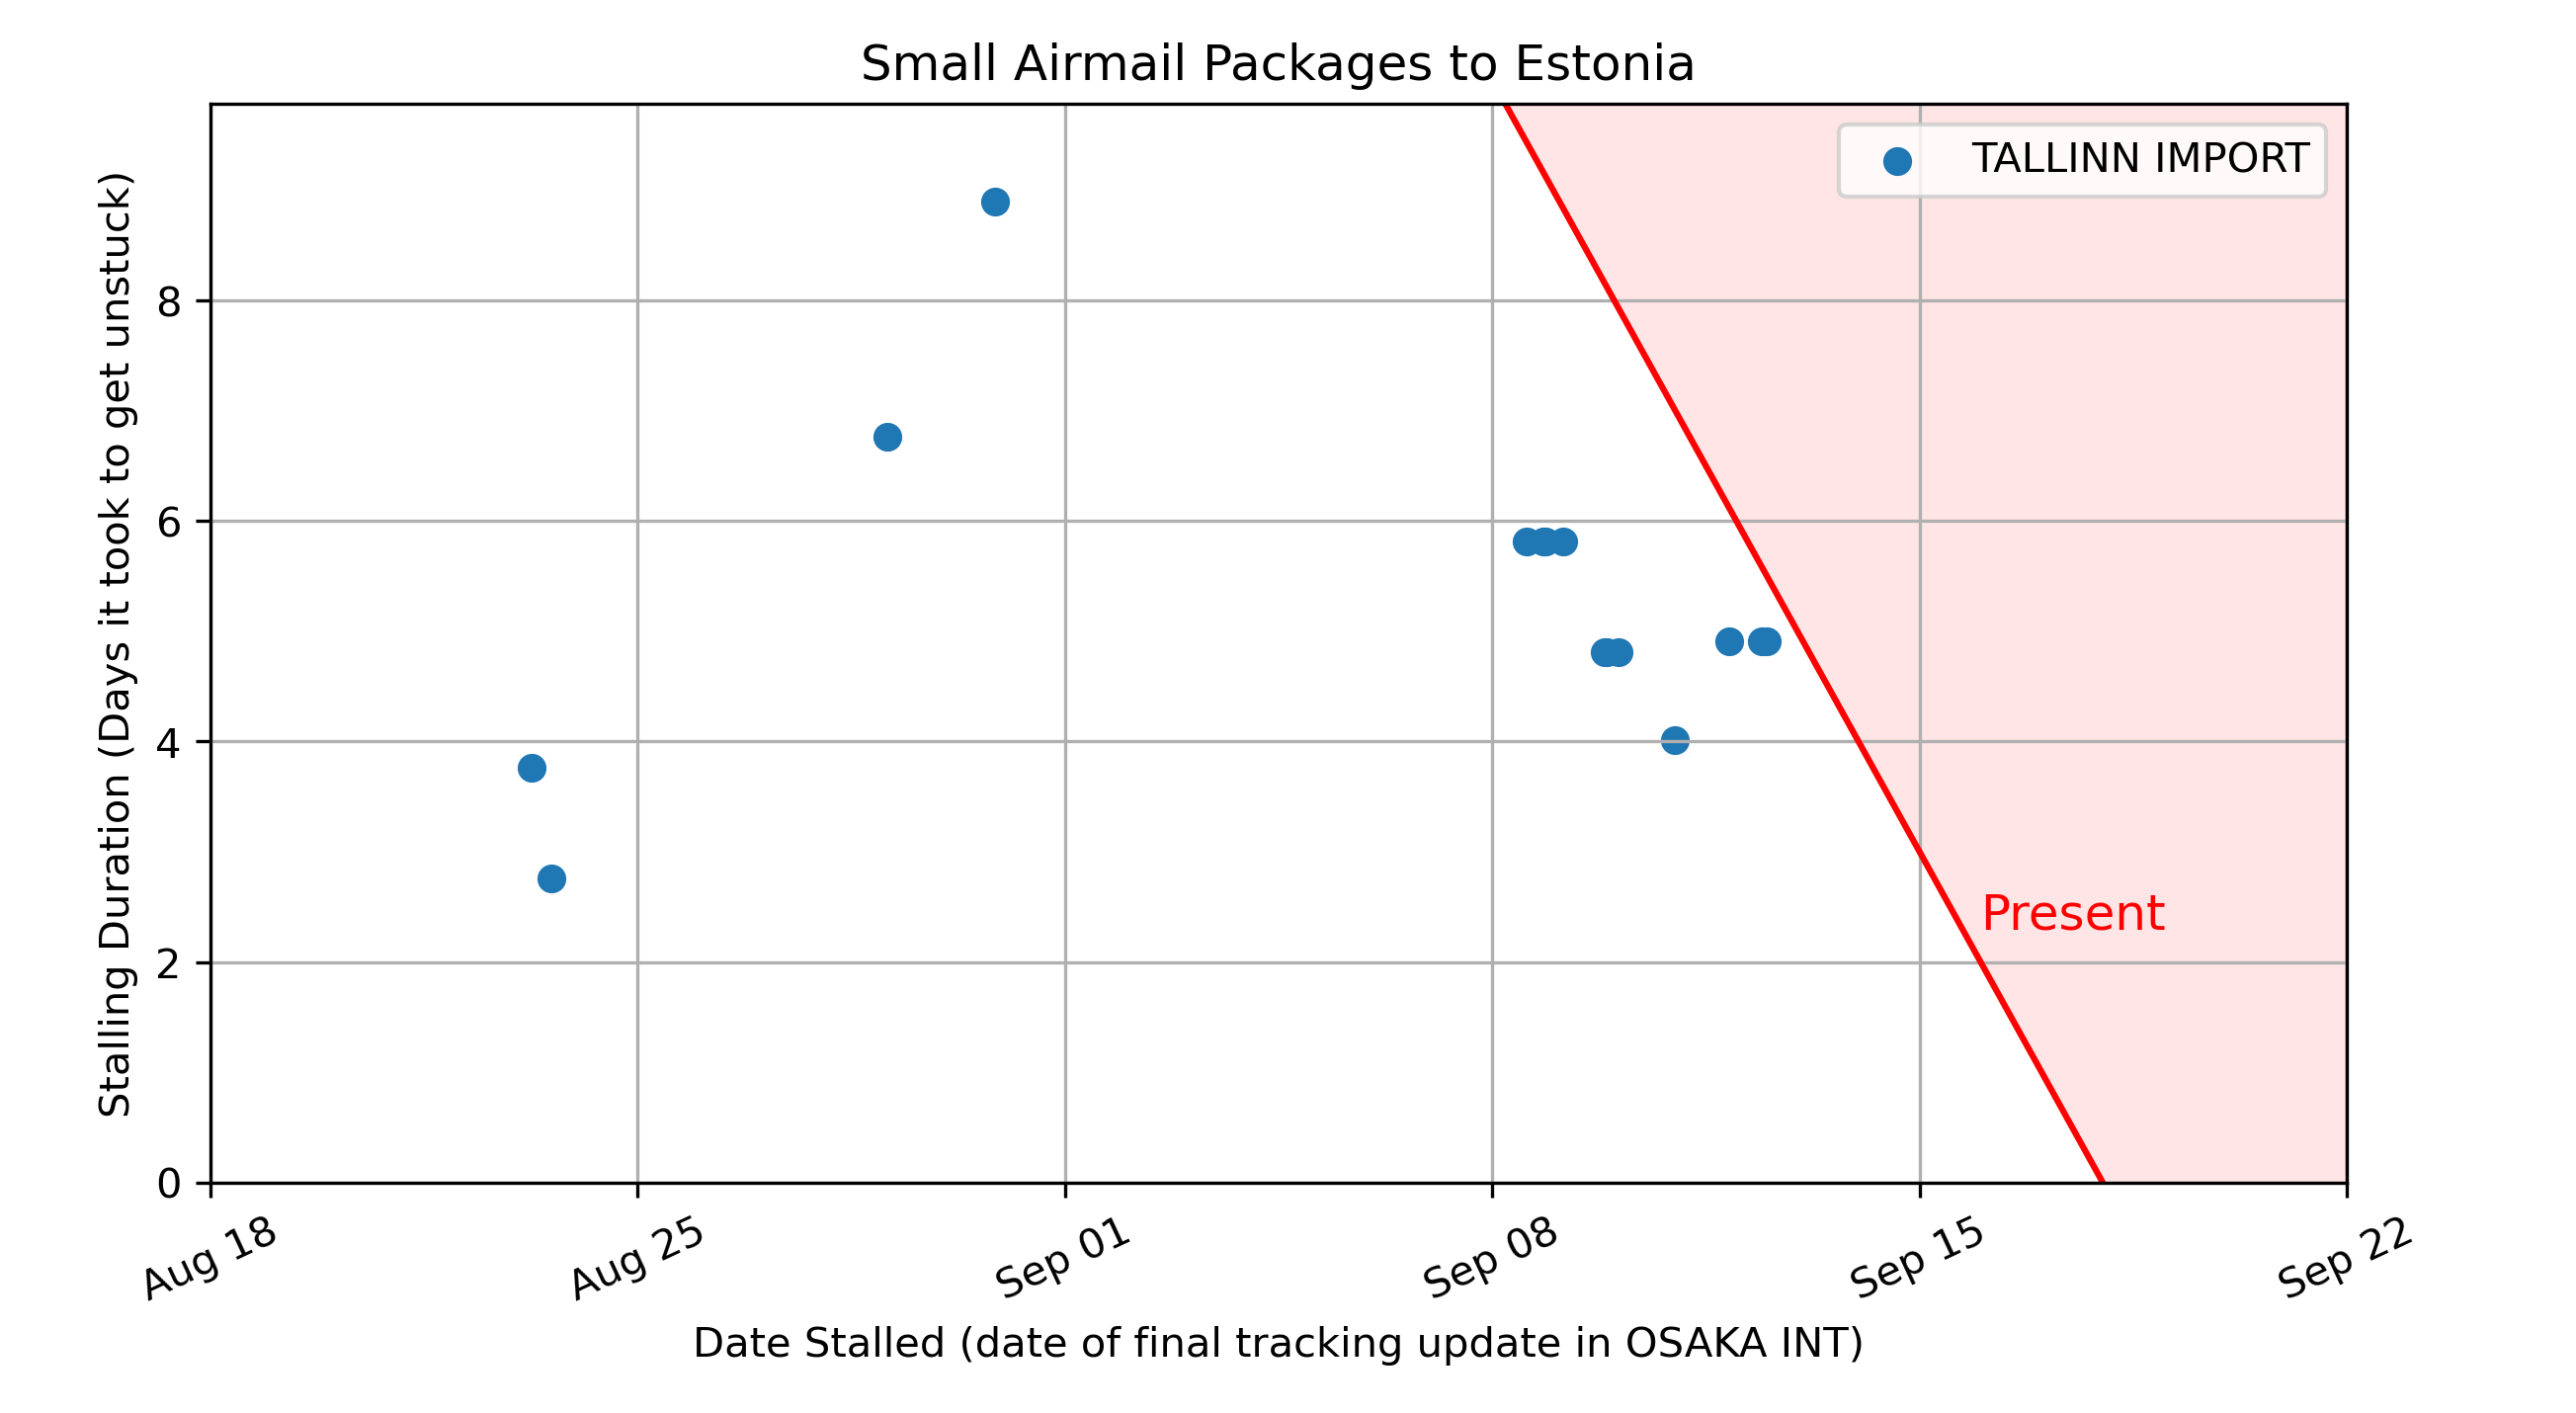 Small Airmail Packages to Estonia
TALLINN IMPORT
Stalling Duration (Days it took to get unstuck)
8
6
4
2
0
Present
Aug 18
Aug 25
Sep 01
Sep 08
Sep 15
Sep 22
Date Stalled (date of final tracking update in OSAKA INT)